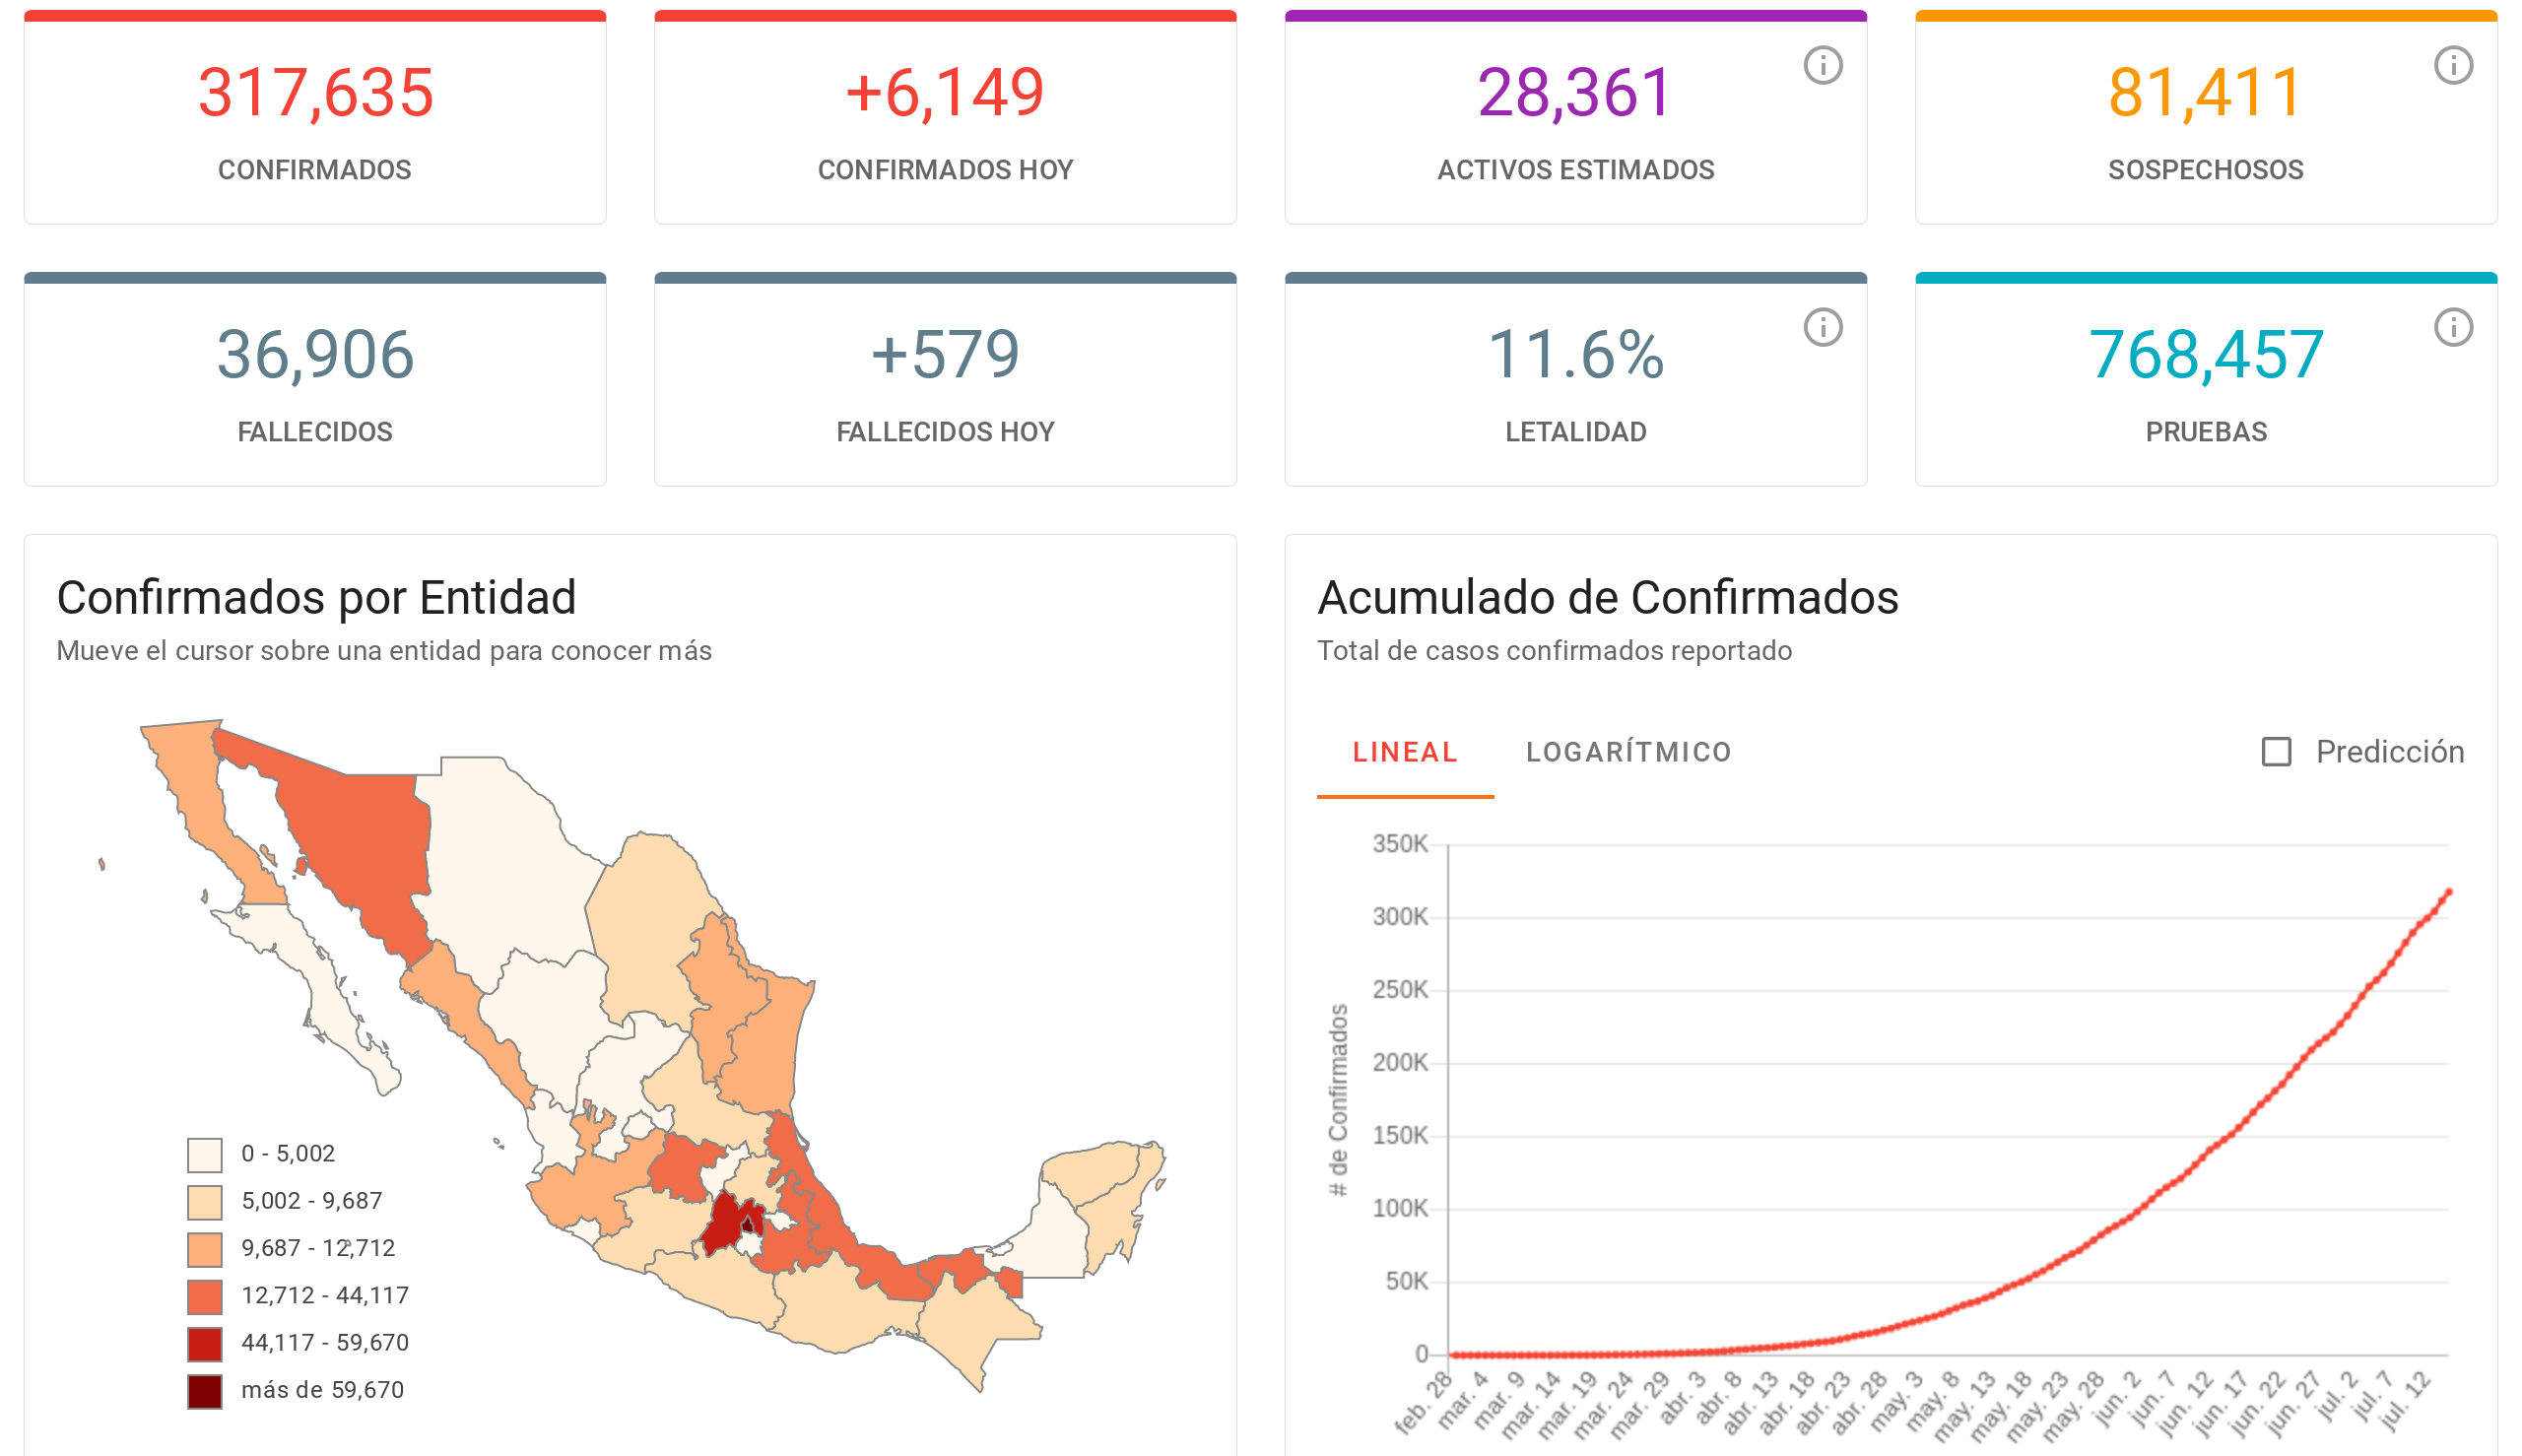 317,635
CONFIRMADOS
+6,149
CONFIRMADOS HOY
28,361
ACTIVOS ESTIMADOS
81,411
SOSPECHOSOS
36,906
FALLECIDOS
+579
FALLECIDOS HOY
11.6%
LETALIDAD
768,457
PRUEBAS
Confirmados por Entidad
Mueve el cursor sobre una entidad para conocer más
0 - 5,002
5,002 - 9,687
9,687 - 12,712
12,712 - 44,117
44,117 - 59,670
más de 59,670
Acumulado de Confirmados
Total de casos confirmados reportado
LINEAL
LOGARÍTMICO
Predicción
# de Confirmados
350K
300K
250K
200K
150K
100K
50K
0
feb. 28
mar. 4
mar. 9
mar. 14
mar. 19
mar. 24
mar. 29
abr. 3
abr. 8
abr. 13
abr. 18
abr. 23
abr. 28
may. 3
may. 8
may. 13
may. 18
may. 23
may. 28
jun. 2
jun. 7
jun. 12
jun. 17
jun. 22
jun. 27
jul. 2
jul. 7
jul. 12